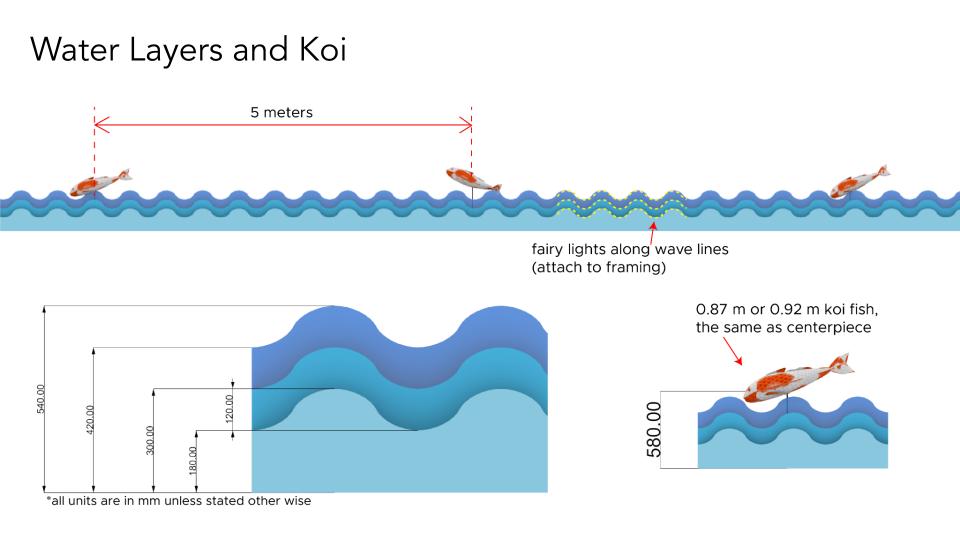 Water Layers and Koi
5 meters
fairy lights along wave lines
(attach to framing)
0.87 m or 0.92 m koi fish,
the same as centerpiece
540.00
420.00
300.00
180.00
120.00
580.00
*all units are in mm unless stated other wise